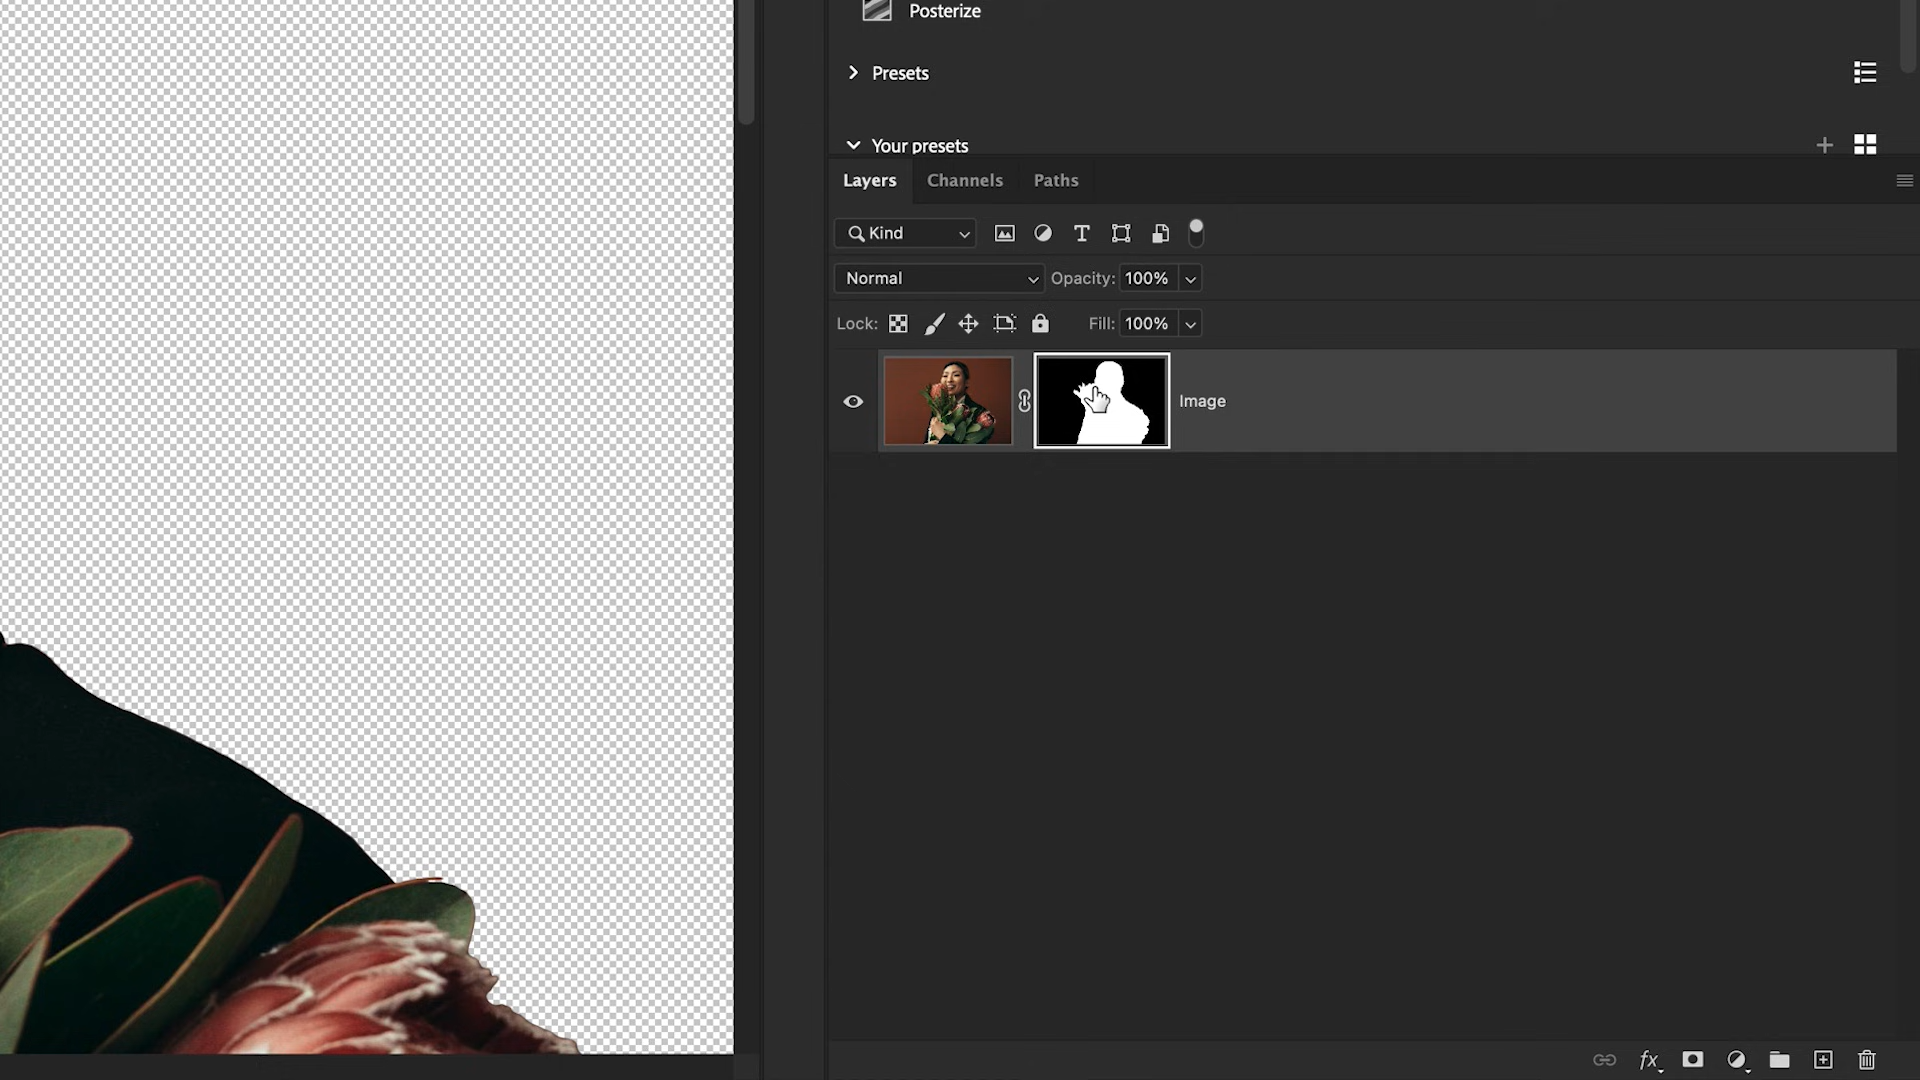 Posterize
Presets
Your presets
Layers Channels Paths
Kind
Normal Opacity: 100%
Lock: Fill: 100%
Image
fx